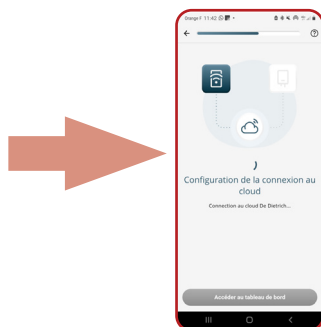 Orange F 11:42
Configuration de la connexion au
cloud
Connection au cloud De Dietrich...
Accéder au tableau de bord